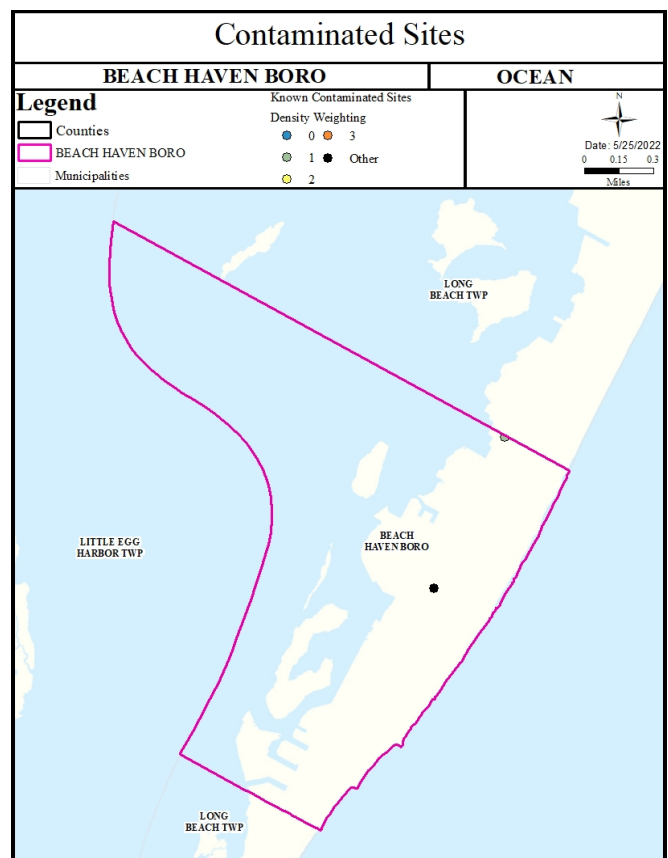 Contaminated Sites
BEACH HAVEN BORO
OCEAN
Legend
Counties
BEACH HAVEN BORO
Municipalities
Known Contaminated Sites
Density Weighting
0
3
1
Other
2
N
Date: 5/25/2022
0 0.15 0.3
Miles
LONG
BEACH TWP
LITTLE EGG
HARBOR TWP
BEACH
HAVEN BORO
LONG
BEACH TWP